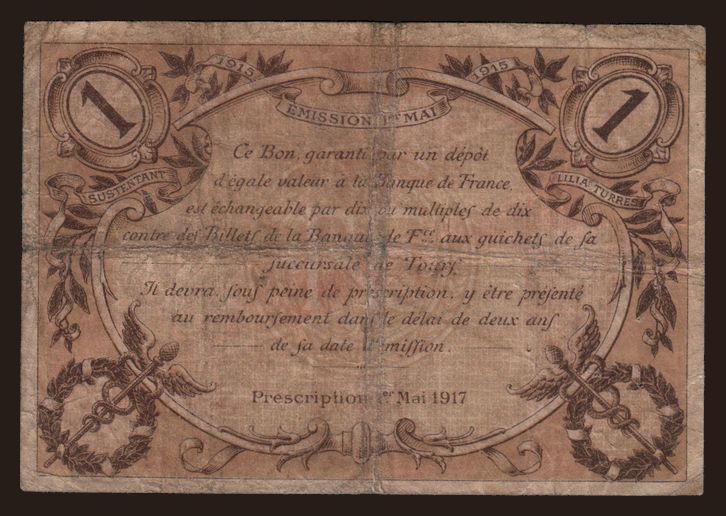 1
1915
1915
1
ÉMISSION 1er MAI
Ce Bon, garanti par un dépôt
SUSTENTANT
LILIA TURRES
d'égale valeur à la Banque de France,
est échangeable par dix ou multiples de dix
contre des Billets de la Banque de Fce aux guichets de sa
succursale de Tours.
Il devra, sous peine de prescription, y être présenté
au remboursement dans le délai de deux ans
de sa date d'émission.
Prescription 1er Mai 1917